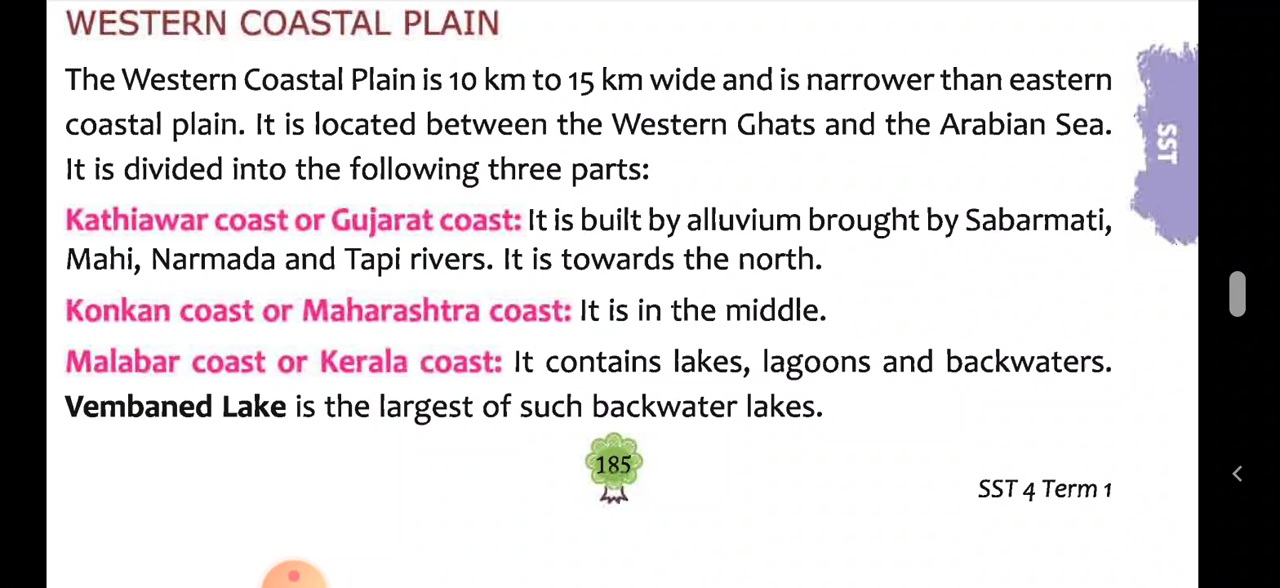 WESTERN COASTAL PLAIN
The Western Coastal Plain is 10 km to 15 km wide and is narrower than eastern
coastal plain. It is located between the Western Ghats and the Arabian Sea.
It is divided into the following three parts:
Kathiawar coast or Gujarat coast: It is built by alluvium brought by Sabarmati,
Mahi, Narmada and Tapi rivers. It is towards the north.
Konkan coast or Maharashtra coast: It is in the middle.
Malabar coast or Kerala coast: It contains lakes, lagoons and backwaters.
Vembaned Lake is the largest of such backwater lakes.
185
SST 4 Term 1
SST